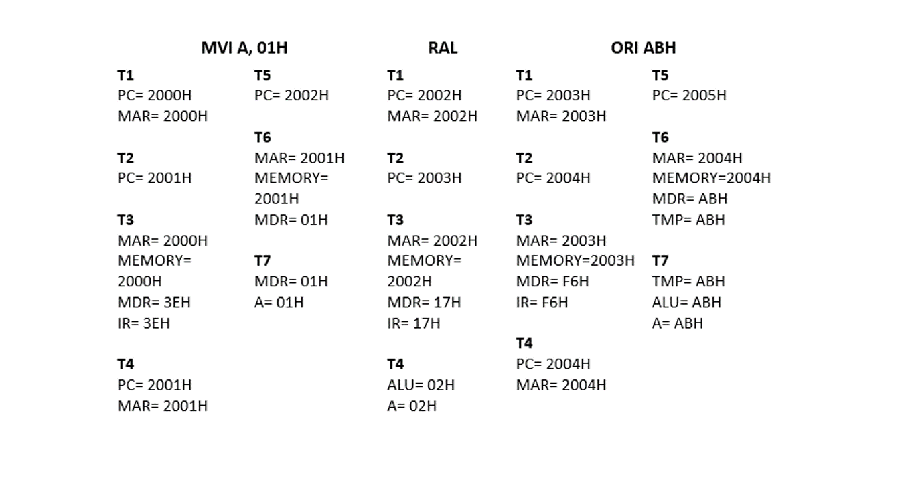 MVI A, 01H
T1
PC= 2000H
MAR= 2000H
T2
PC= 2001H
T3
MAR= 2000H
MEMORY=
2000H
MDR= 3EH
IR= 3EH
T4
PC= 2001H
MAR= 2001H
T5
PC= 2002H
T6
MAR= 2001H
MEMORY=
2001H
MDR= 01H
T7
MDR= 01H
A= 01H
RAL
T1
PC= 2002H
MAR= 2002H
T2
PC= 2003H
T3
MAR= 2002H
MEMORY=
2002H
MDR= 17H
IR= 17H
T4
ALU= 02H
A= 02H
ORI ABH
T1
PC= 2003H
MAR= 2003H
T2
PC= 2004H
T3
MAR= 2003H
MEMORY=2003H
MDR= F6H
IR= F6H
T4
PC= 2004H
MAR= 2004H
T5
PC= 2005H
T6
MAR= 2004H
MEMORY=2004H
MDR= ABH
TMP= ABH
T7
TMP= ABH
ALU= ABH
A= ABH